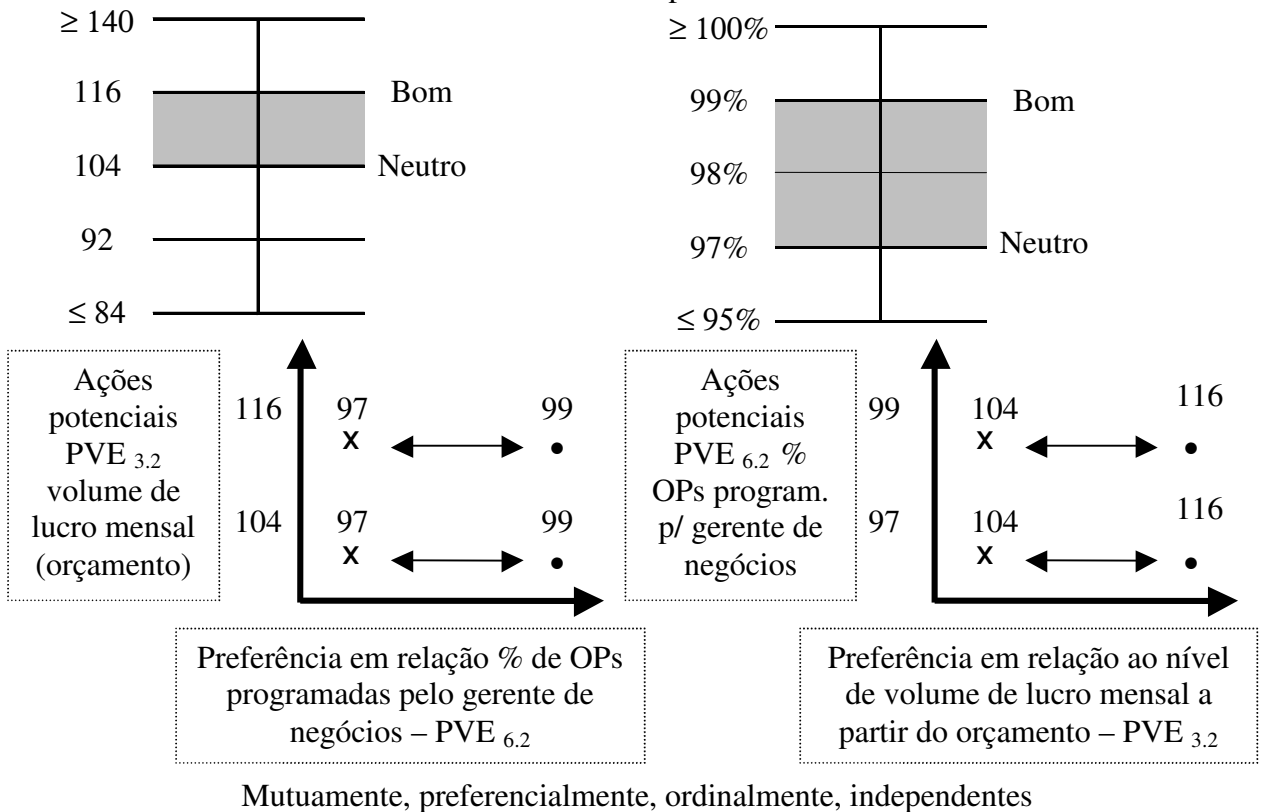 ≥ 140
116 Bom
104 Neutro
92
≤ 84
≥ 100%
99% Bom
98%
97% Neutro
≤ 95%
Ações
potenciais
PVE 3.2
volume de
lucro mensal
(orçamento)
116 97 99
x
104 97 99
x
Preferência em relação % de OPs
programadas pelo gerente de
negócios – PVE 6.2
Ações
potenciais
PVE 6.2 %
OPs program.
p/ gerente de
negócios
99 104 116
x
97 104 116
x
Preferência em relação ao nível
de volume de lucro mensal a
partir do orçamento – PVE 3.2
Mutuamente, preferencialmente, ordinalmente, independentes